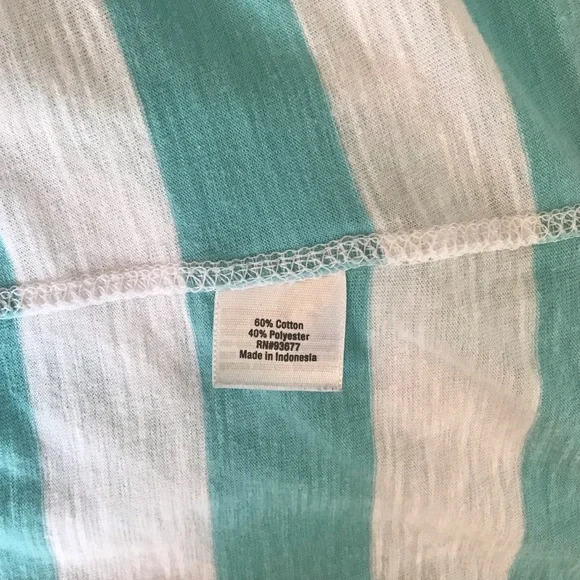 60% Cotton
40% Polyester
RN#93677
Made in Indonesia